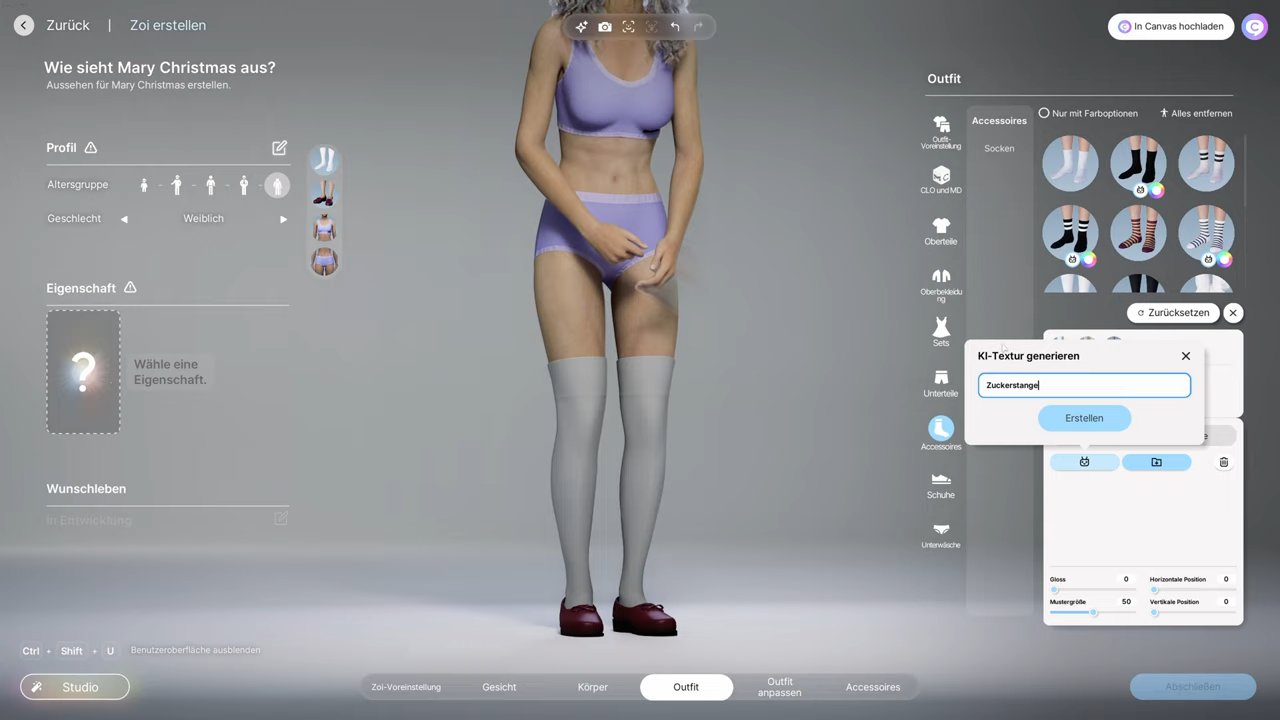 Zurück | Zoi erstellen
In Canvas hochladen
Wie sieht Mary Christmas aus?
Aussehen für Mary Christmas erstellen.
Profil
Altersgruppe
Geschlecht
Weiblich
Eigenschaft
?
Wähle eine
Eigenschaft.
Wunschleben
In Entwicklung
Ctrl + Shift + U Benutzeroberfläche ausblenden
Studio
Outfit
Outfit-
Voreinstellung
CLO und MD
Oberteile
Oberbekleidu
ng
Sets
Unterteile
Accessoires
Schuhe
Unterwäsche
Accessoires
Socken
Nur mit Farboptionen
Alles entfernen
Zurücksetzen
KI-Textur generieren
Zuckerstange
Erstellen
Gloss 0
Horizontale Position 0
Mustergröße 50
Vertikale Position 0
Zoi-Voreinstellung
Gesicht
Körper
Outfit
Outfit
anpassen
Accessoires
Abschließen